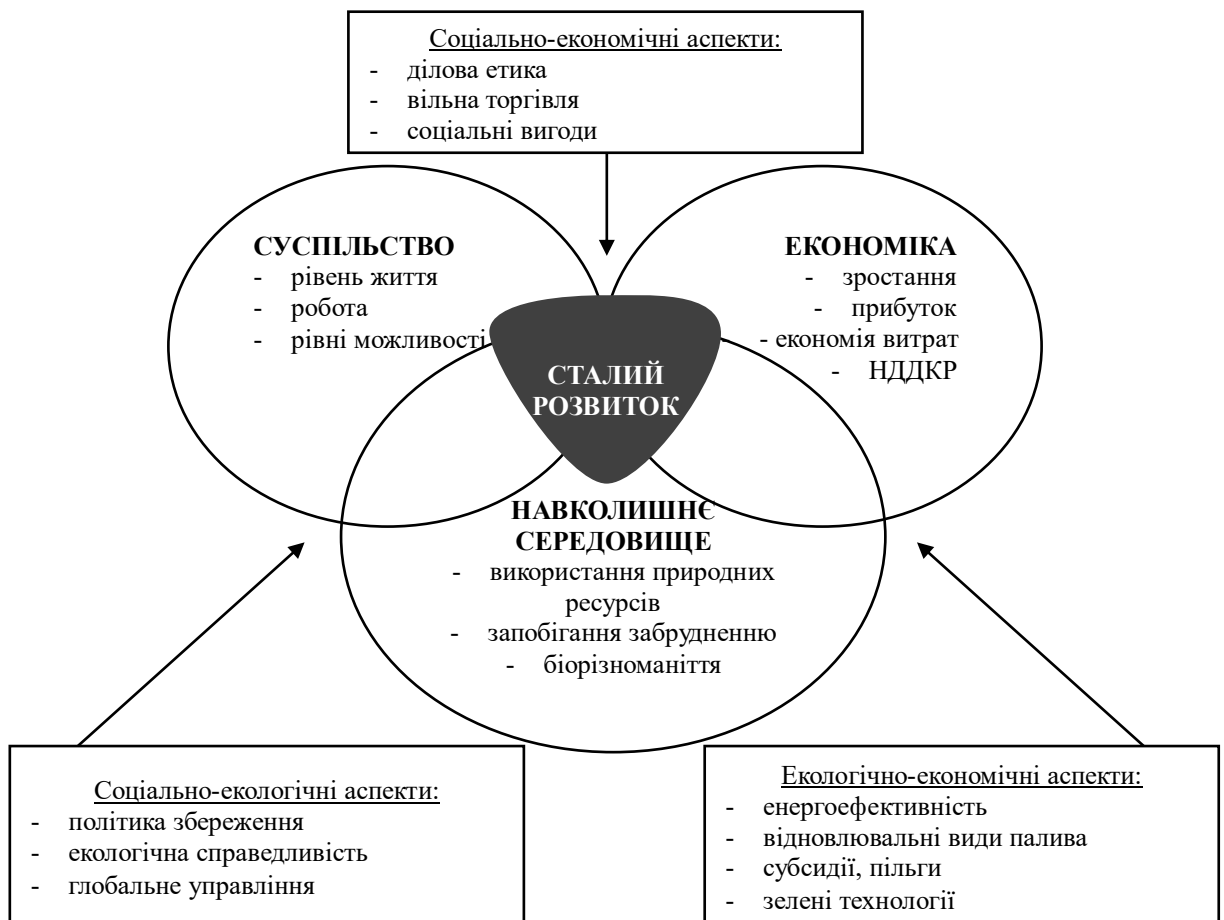 Соціально-економічні аспекти:
- ділова етика
- вільна торгівля
- соціальні вигоди
СУСПІЛЬСТВО
- рівень життя
- робота
- рівні можливості
ЕКОНОМІКА
- зростання
- прибуток
- економія витрат
- НДДКР
СТАЛИЙ
РОЗВИТОК
НАВКОЛИШНЄ
СЕРЕДОВИЩЕ
- використання природних
ресурсів
- запобігання забрудненню
- біорізноманіття
Соціально-екологічні аспекти:
- політика збереження
- екологічна справедливість
- глобальне управління
Екологічно-економічні аспекти:
- енергоефективність
- відновлювальні види палива
- субсидії, пільги
- зелені технології